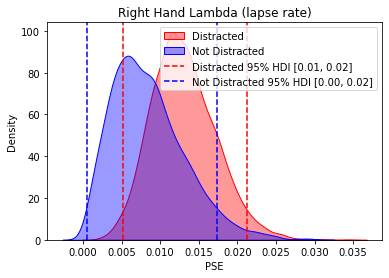 Right Hand Lambda (lapse rate)
Distracted
Not Distracted
Distracted 95% HDI [0.01, 0.02]
Not Distracted 95% HDI [0.00, 0.02]
Density
100
80
60
40
20
0
0.000 0.005 0.010 0.015 0.020 0.025 0.030 0.035
PSE